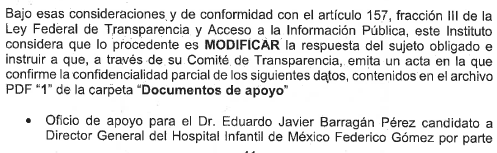 Bajo esas consideraciones y de conformidad con el artículo 157, fracción III de la
Ley Federal de Transparencia y Acceso a la Información Pública, este Instituto
considera que lo procedente es MODIFICAR la respuesta del sujeto obligado e
instruir a que, a través de su Comité de Transparencia, emita un acta en la que
confirme la confidencialidad parcial de los siguientes datos, contenidos en el archivo
PDF "1" de la carpeta "Documentos de apoyo"
• Oficio de apoyo para el Dr. Eduardo Javier Barragán Pérez candidato a
Director General del Hospital Infantil de México Federico Gómez por parte